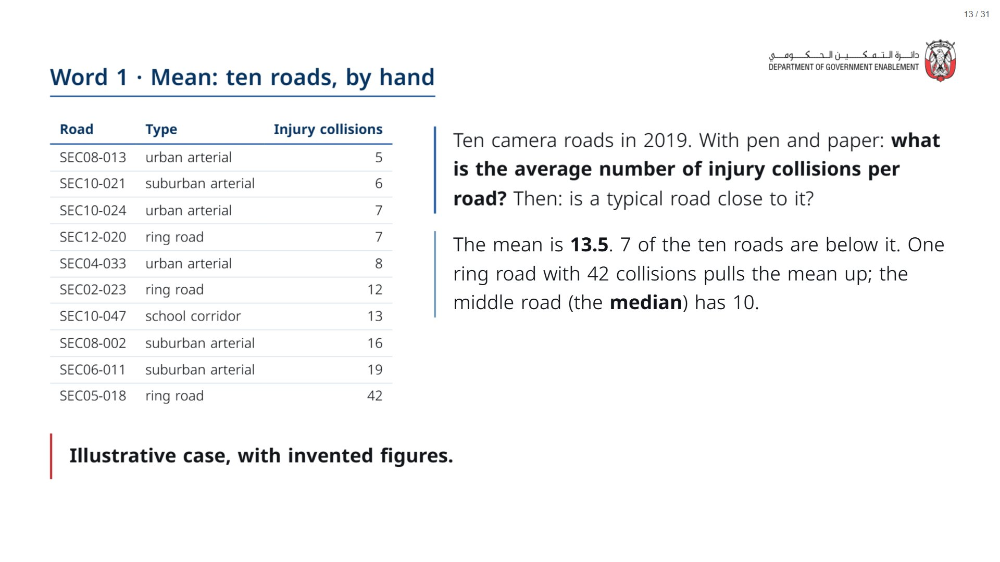 13 / 31
دائرة التمكين الحكومي
DEPARTMENT OF GOVERNMENT ENABLEMENT
Word 1 · Mean: ten roads, by hand
Road Type Injury collisions
SEC08-013 urban arterial 5
SEC10-021 suburban arterial 6
SEC10-024 urban arterial 7
SEC12-020 ring road 7
SEC04-033 urban arterial 8
SEC02-023 ring road 12
SEC10-047 school corridor 13
SEC08-002 suburban arterial 16
SEC06-011 suburban arterial 19
SEC05-018 ring road 42
Ten camera roads in 2019. With pen and paper: what
is the average number of injury collisions per
road? Then: is a typical road close to it?
The mean is 13.5. 7 of the ten roads are below it. One
ring road with 42 collisions pulls the mean up; the
middle road (the median) has 10.
Illustrative case, with invented figures.